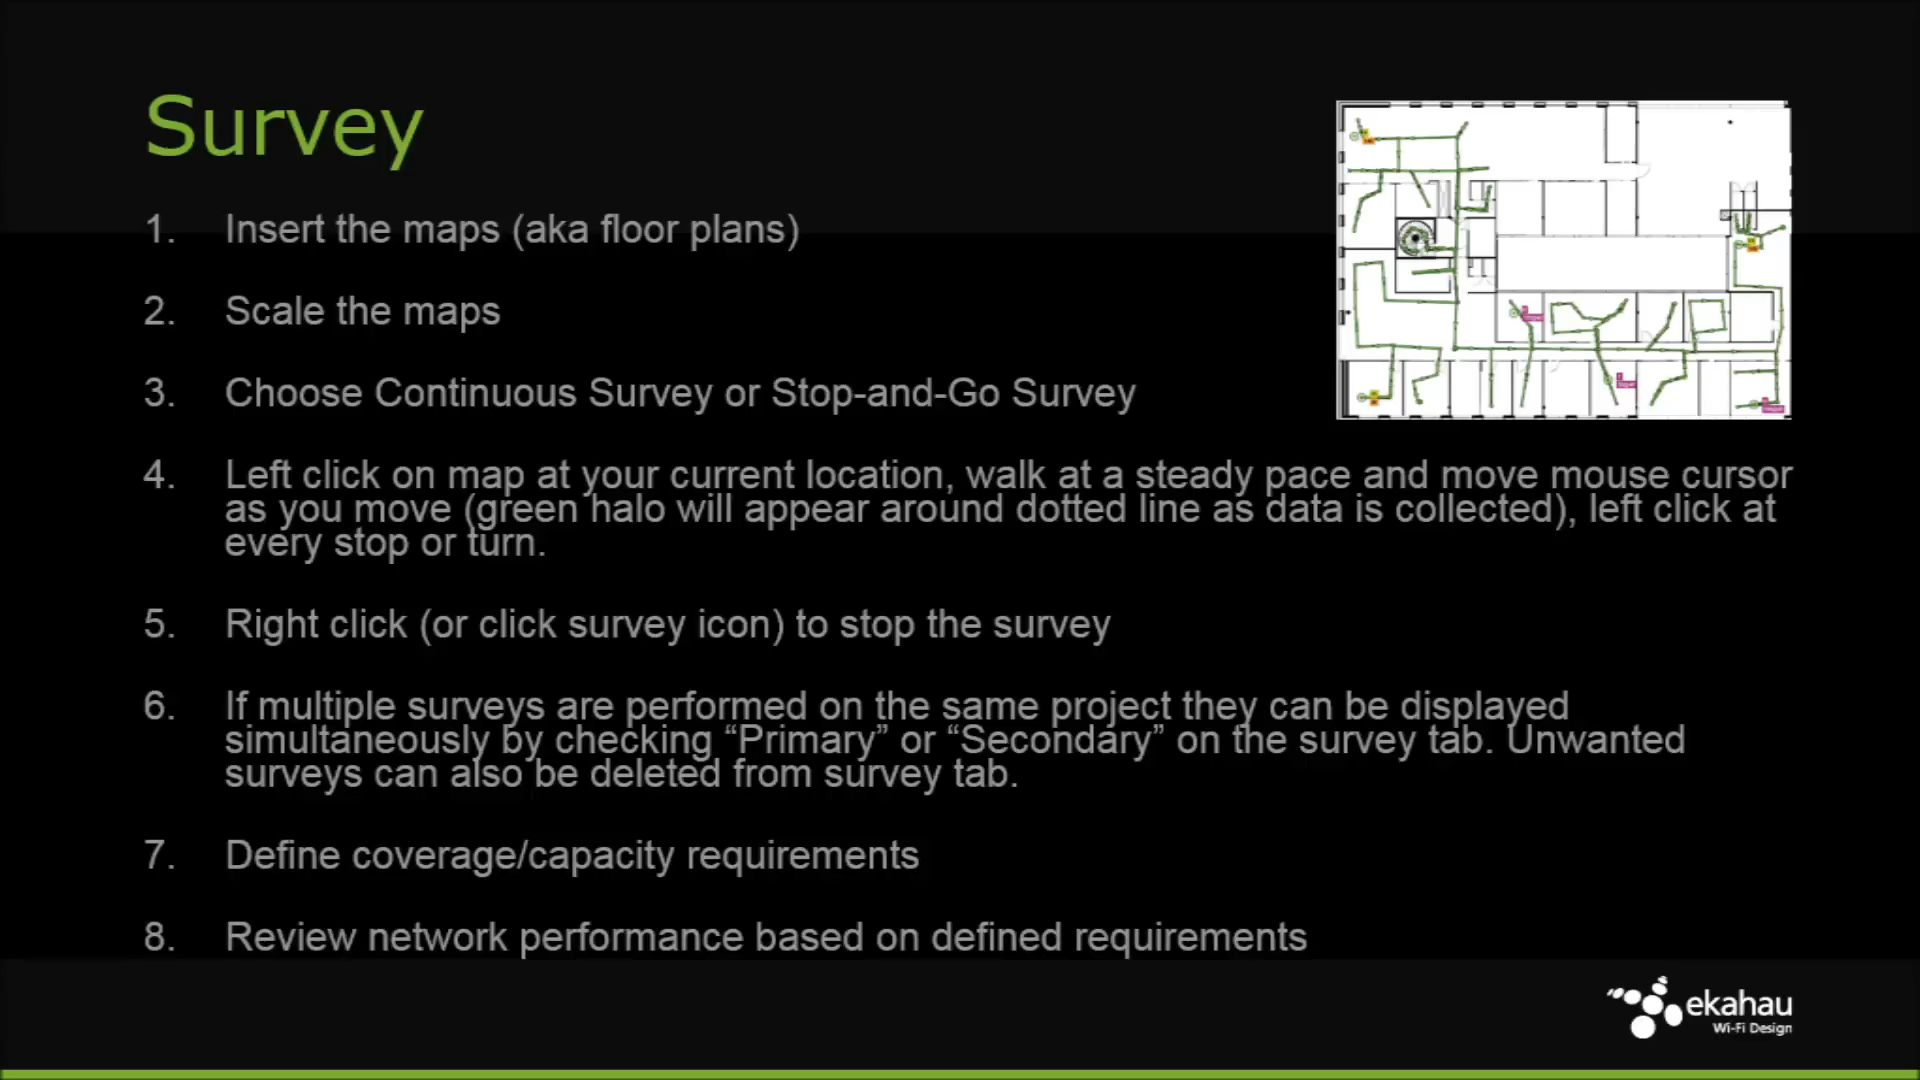 Survey
1. Insert the maps (aka floor plans)
2. Scale the maps
3. Choose Continuous Survey or Stop-and-Go Survey
4. Left click on map at your current location, walk at a steady pace and move mouse cursor
as you move (green halo will appear around dotted line as data is collected), left click at
every stop or turn.
5. Right click (or click survey icon) to stop the survey
6. If multiple surveys are performed on the same project they can be displayed
simultaneously by checking “Primary” or “Secondary” on the survey tab. Unwanted
surveys can also be deleted from survey tab.
7. Define coverage/capacity requirements
8. Review network performance based on defined requirements
ekahau
Wi-Fi Design